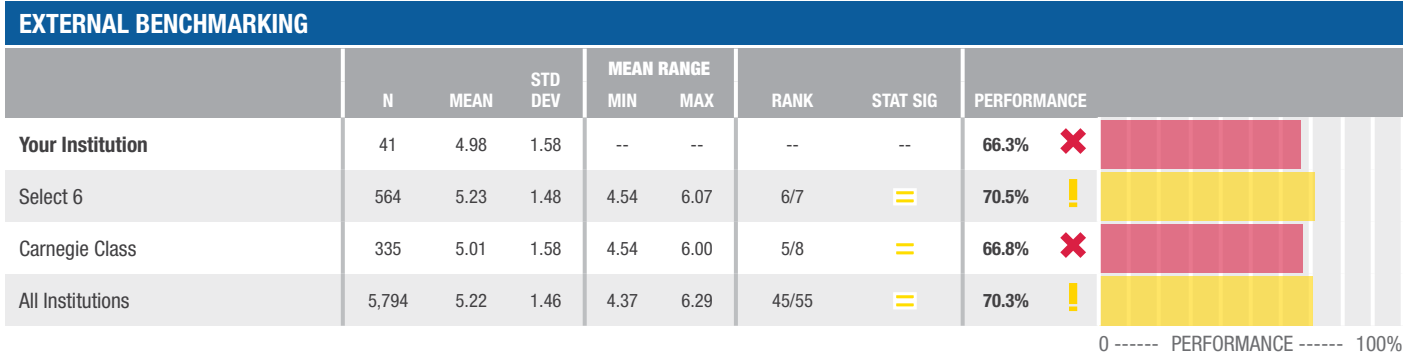 EXTERNAL BENCHMARKING
N MEAN STD DEV MEAN RANGE MIN MAX RANK STAT SIG PERFORMANCE
Your Institution 41 4.98 1.58 -- -- -- -- 66.3%
Select 6 564 5.23 1.48 4.54 6.07 6/7 = 70.5% !
Carnegie Class 335 5.01 1.58 4.54 6.00 5/8 = 66.8%
All Institutions 5,794 5.22 1.46 4.37 6.29 45/55 = 70.3% !
0 ------ PERFORMANCE ------ 100%